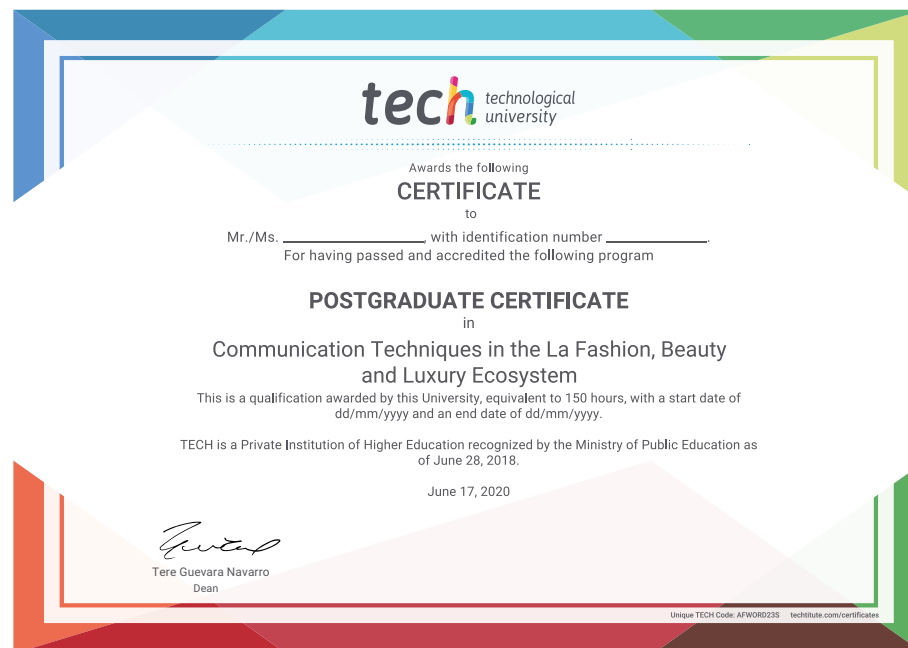 tech technological
university
Awards the following
CERTIFICATE
to
Mr./Ms. ____________, with identification number ____________.
For having passed and accredited the following program
POSTGRADUATE CERTIFICATE
in
Communication Techniques in the La Fashion, Beauty
and Luxury Ecosystem
This is a qualification awarded by this University, equivalent to 150 hours, with a start date of
dd/mm/yyyy and an end date of dd/mm/yyyy.
TECH is a Private Institution of Higher Education recognized by the Ministry of Public Education as
of June 28, 2018.
June 17, 2020
Tere Guevara Navarro
Dean
Unique TECH Code: AFWORD23S techtitute.com/certificates